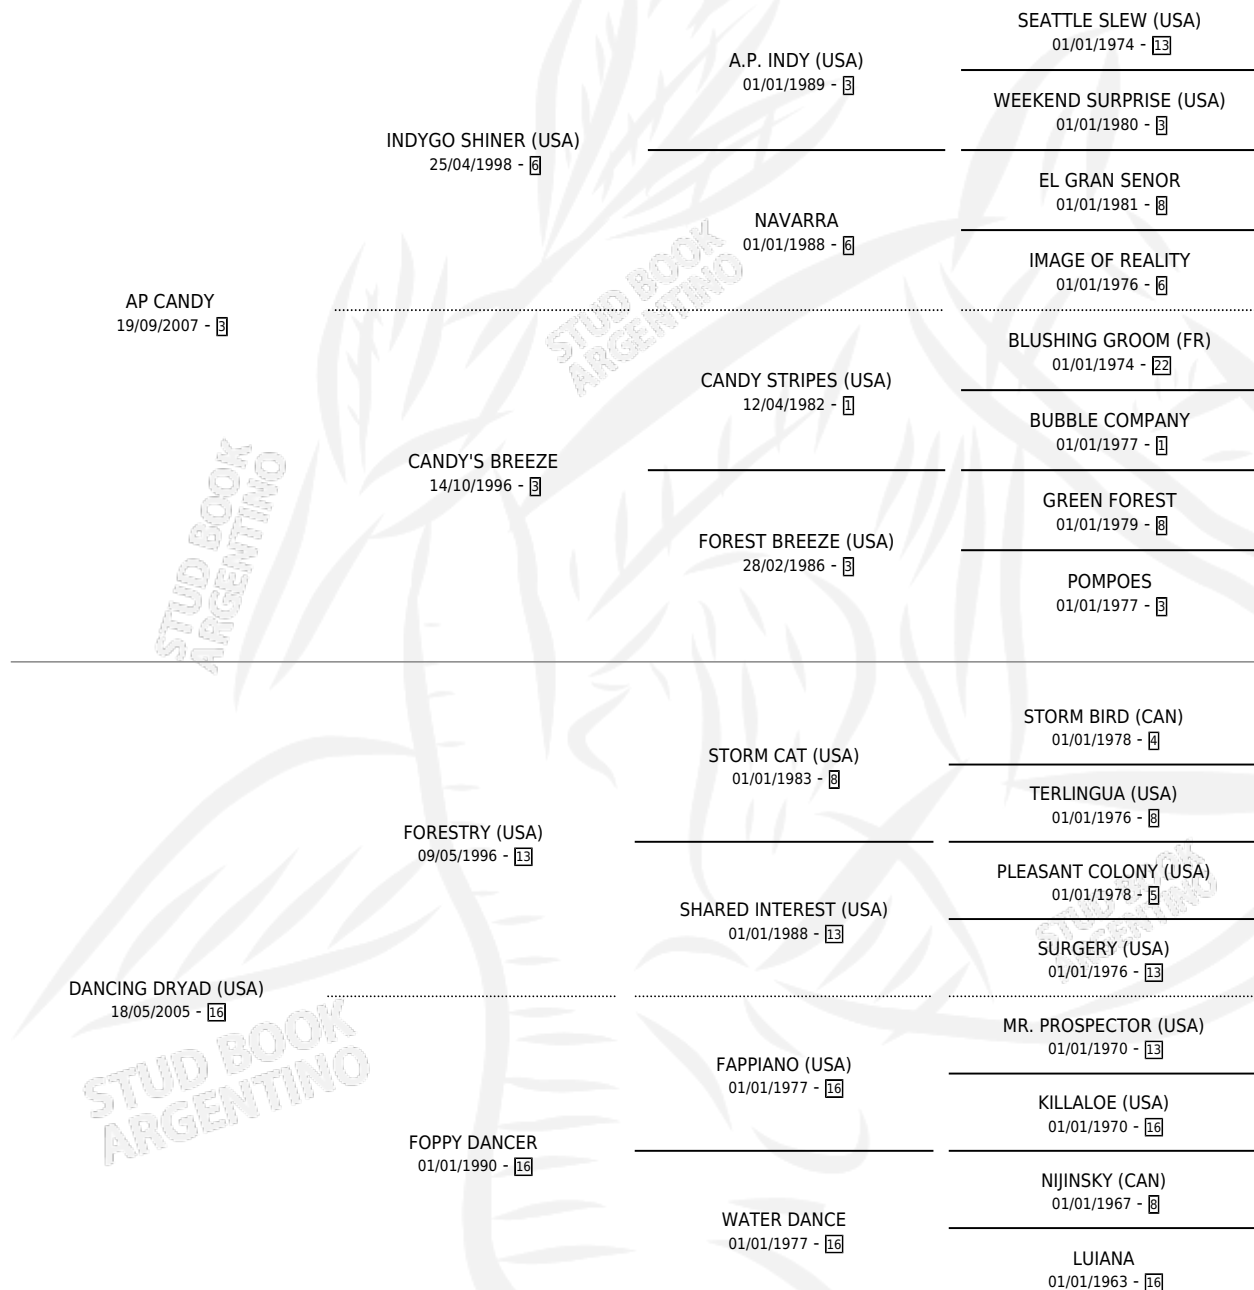 SEATTLE SLEW (USA)
01/01/1974 - 13
A.P. INDY (USA)
01/01/1989 - 3
WEEKEND SURPRISE (USA)
01/01/1980 - 3
INDYGO SHINER (USA)
25/04/1998 - 6
EL GRAN SENOR
01/01/1981 - 8
NAVARRA
01/01/1988 - 6
IMAGE OF REALITY
01/01/1976 - 6
AP CANDY
19/09/2007 - 3
BLUSHING GROOM (FR)
01/01/1974 - 22
CANDY STRIPES (USA)
12/04/1982 - 1
BUBBLE COMPANY
01/01/1977 - 1
CANDY'S BREEZE
14/10/1996 - 3
GREEN FOREST
01/01/1979 - 8
FOREST BREEZE (USA)
28/02/1986 - 3
POMPOES
01/01/1977 - 3
STUD BOOK
ARGENTINO
STUD BOOK
ARGENTINO
STORM BIRD (CAN)
01/01/1978 - 4
STORM CAT (USA)
01/01/1983 - 8
TERLINGUA (USA)
01/01/1976 - 8
FORESTRY (USA)
09/05/1996 - 13
PLEASANT COLONY (USA)
01/01/1978 - 5
SHARED INTEREST (USA)
01/01/1988 - 13
SURGERY (USA)
01/01/1976 - 13
DANCING DRYAD (USA)
18/05/2005 - 16
MR. PROSPECTOR (USA)
01/01/1970 - 13
FAPPIANO (USA)
01/01/1977 - 16
KILLALOE (USA)
01/01/1970 - 16
FOPPY DANCER
01/01/1990 - 16
NIJINSKY (CAN)
01/01/1967 - 8
WATER DANCE
01/01/1977 - 16
LUIANA
01/01/1963 - 16
STUD BOOK
ARGENTINO
STUD BOOK
ARGENTINO